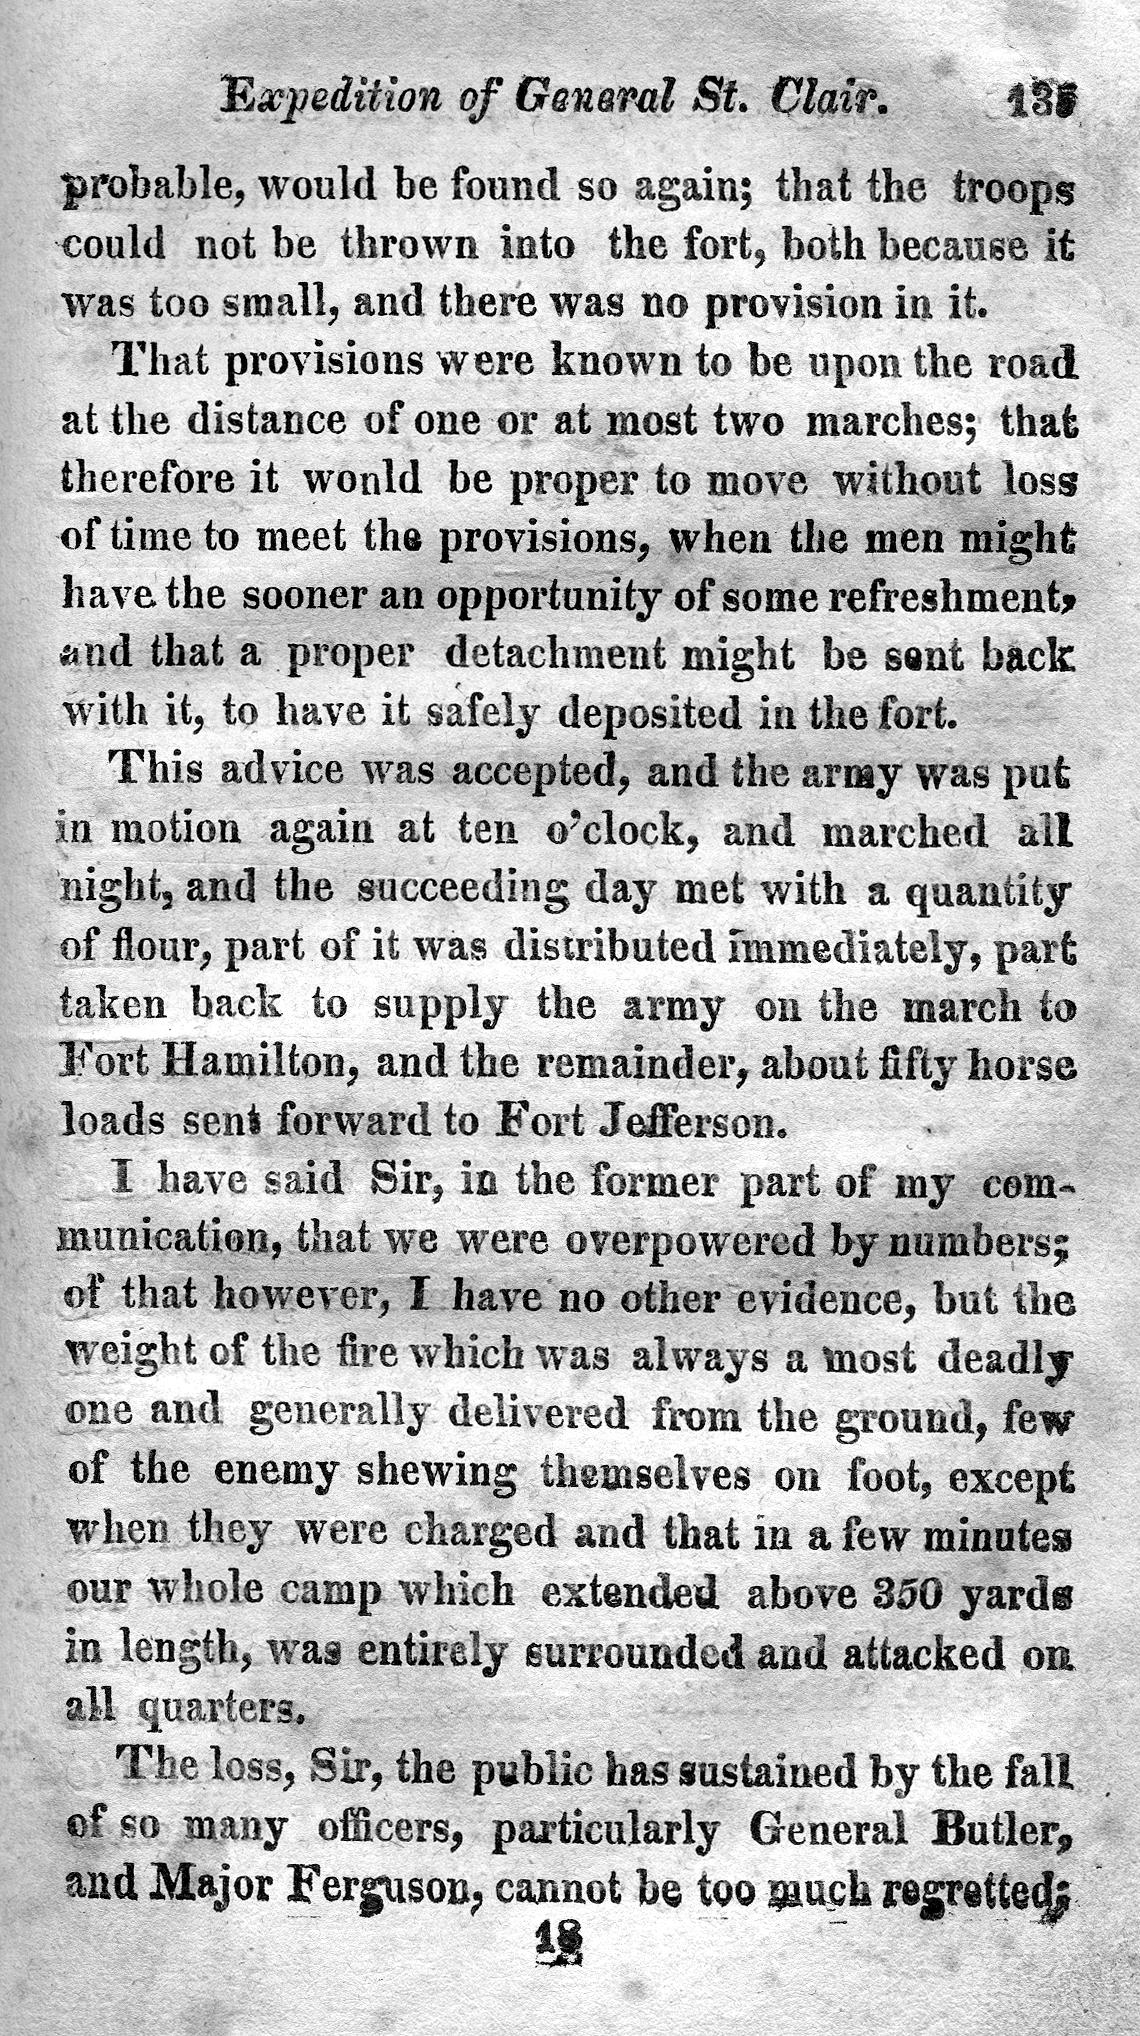 Expedition of General St. Clair. 135
probable, would be found so again; that the troops
could not be thrown into the fort, both because it
was too small, and there was no provision in it.
That provisions were known to be upon the road
at the distance of one or at most two marches; that
therefore it would be proper to move without loss
of time to meet the provisions, when the men might
have the sooner an opportunity of some refreshment,
and that a proper detachment might be sent back
with it, to have it safely deposited in the fort.
This advice was accepted, and the army was put
in motion again at ten o'clock, and marched all
night, and the succeeding day met with a quantity
of flour, part of it was distributed immediately, part
taken back to supply the army on the march to
Fort Hamilton, and the remainder, about fifty horse
loads sent forward to Fort Jefferson.
I have said Sir, in the former part of my com-
munication, that we were overpowered by numbers;
of that however, I have no other evidence, but the
weight of the fire which was always a most deadly
one and generally delivered from the ground, few
of the enemy shewing themselves on foot, except
when they were charged and that in a few minutes
our whole camp which extended above 350 yards
in length, was entirely surrounded and attacked on
all quarters.
The loss, Sir, the public has sustained by the fall
of so many officers, particularly General Butler,
and Major Ferguson, cannot be too much regretted;
18